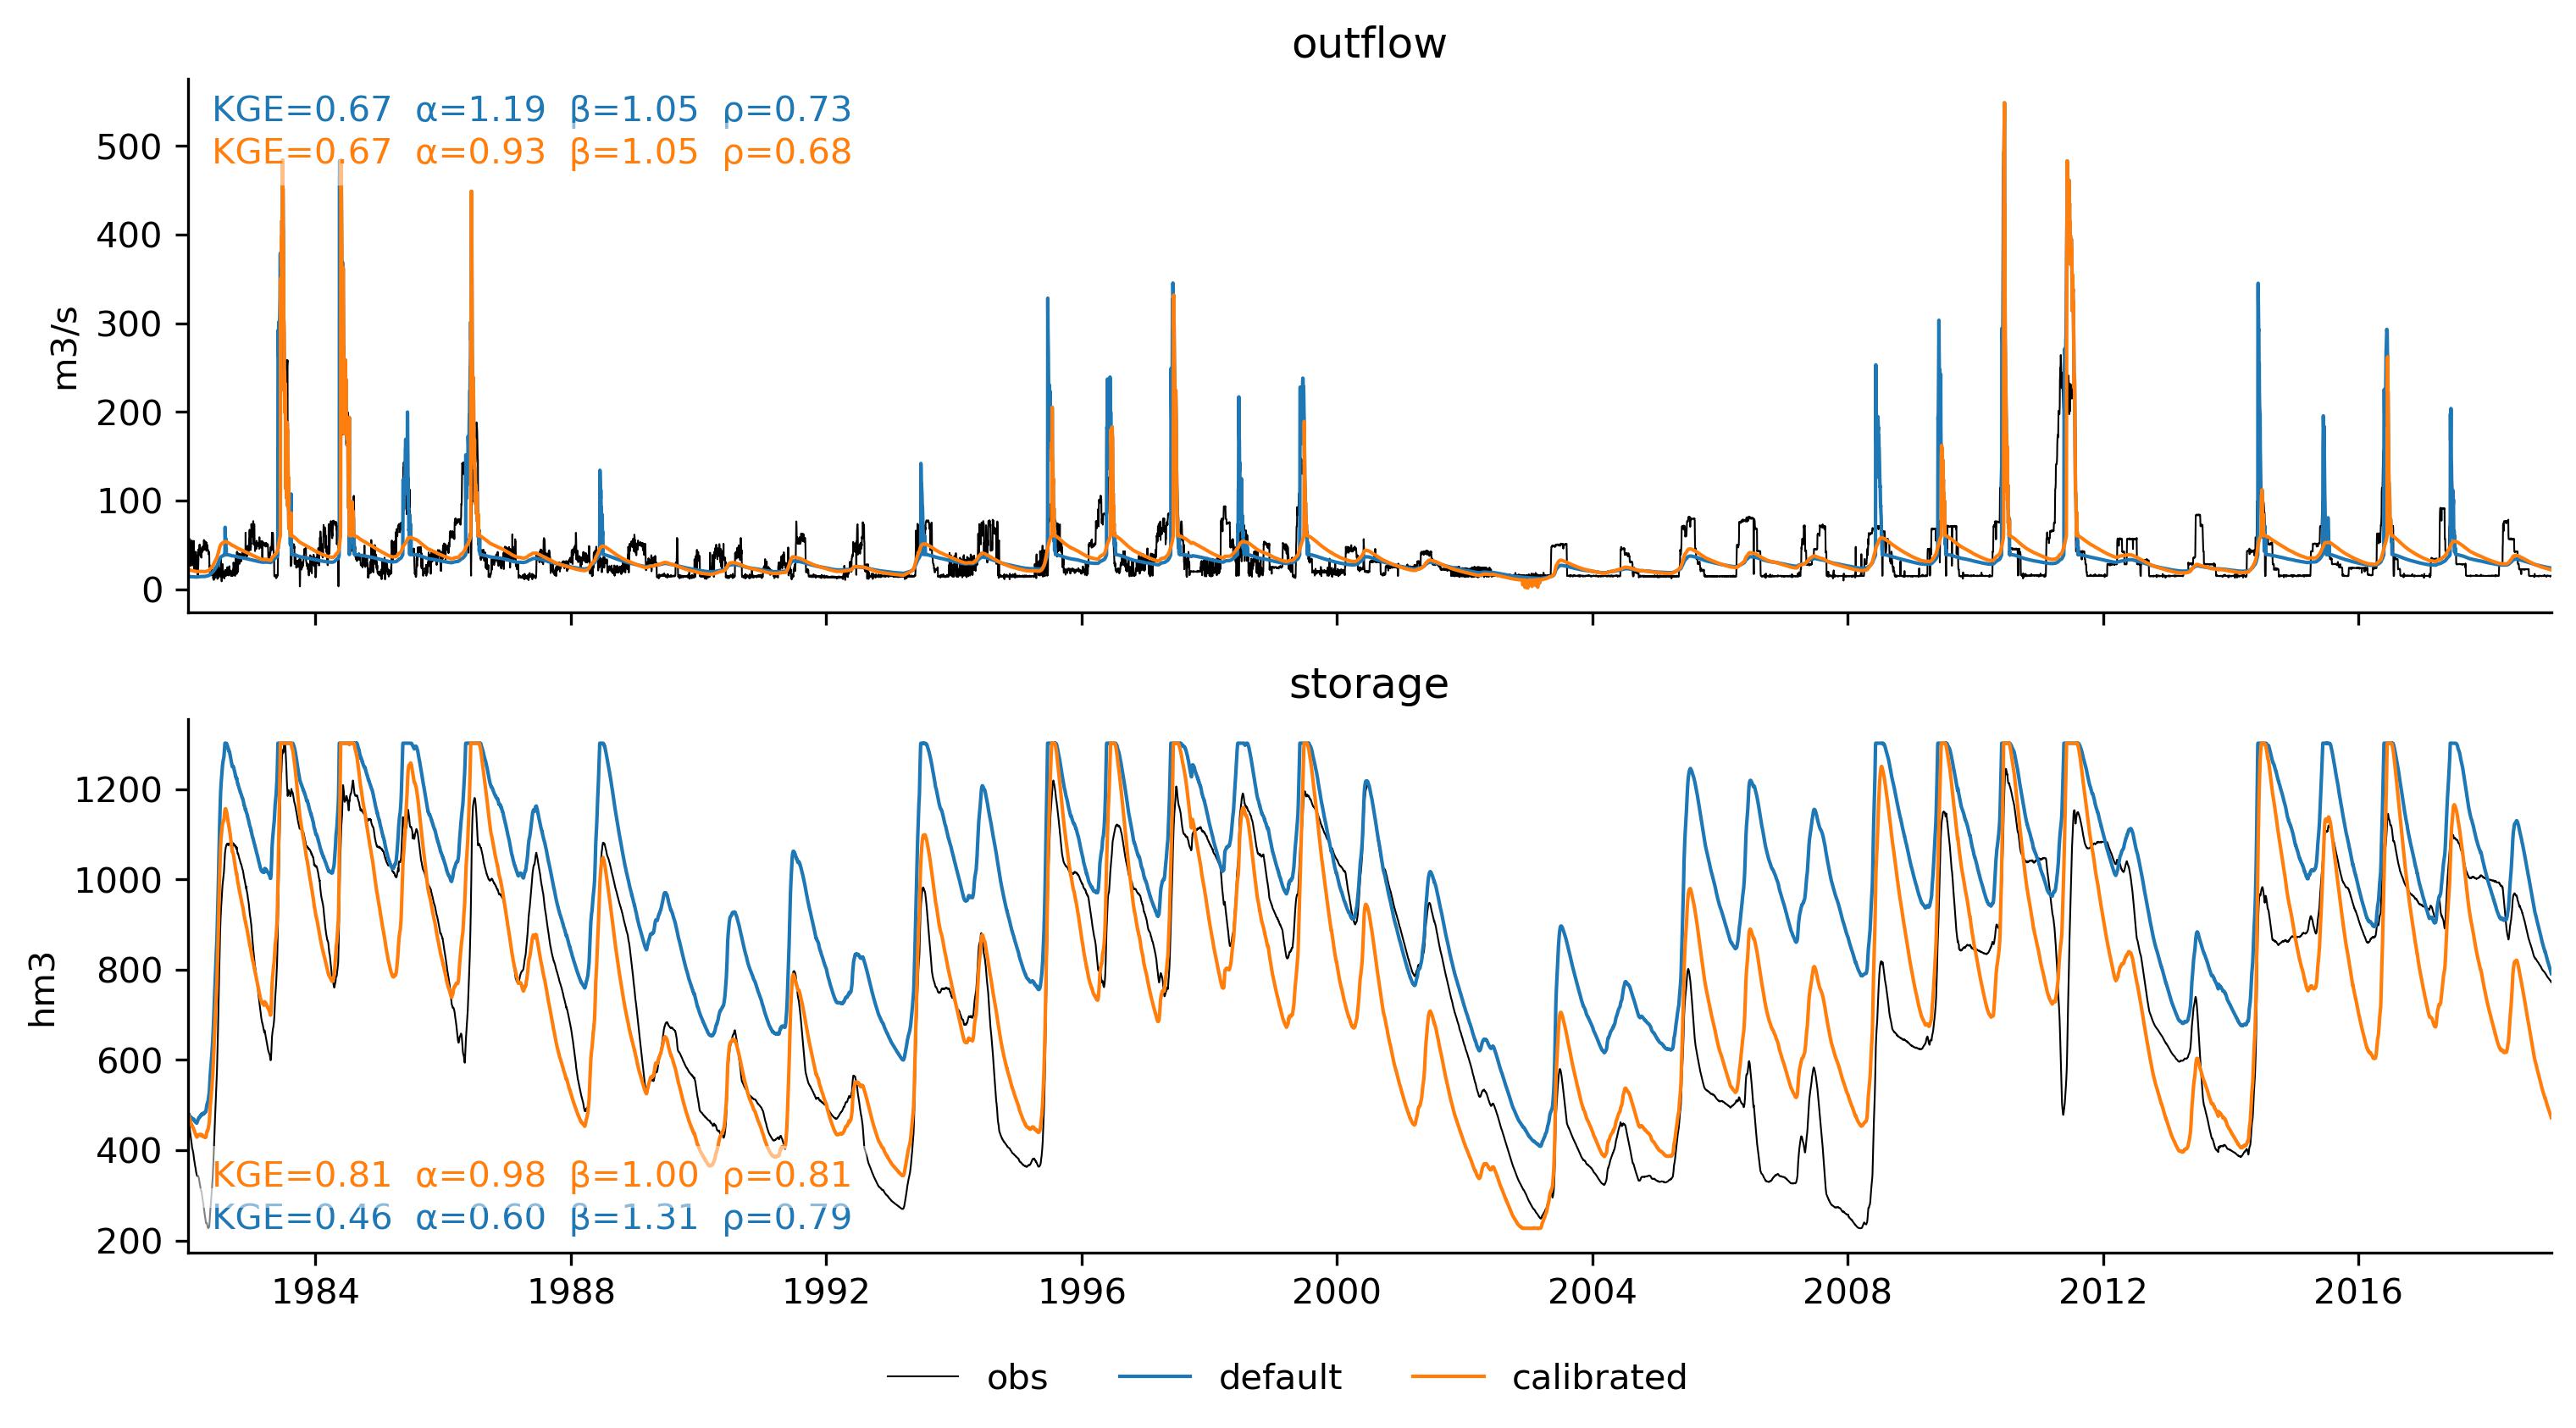 outflow
KGE=0.67 α=1.19 β=1.05 ρ=0.73
KGE=0.67 α=0.93 β=1.05 ρ=0.68
500
400
300
200
100
0
m3/s
storage
1200
1000
800
600
400
200
hm3
KGE=0.81 α=0.98 β=1.00 ρ=0.81
KGE=0.46 α=0.60 β=1.31 ρ=0.79
1984 1988 1992 1996 2000 2004 2008 2012 2016
obs default calibrated